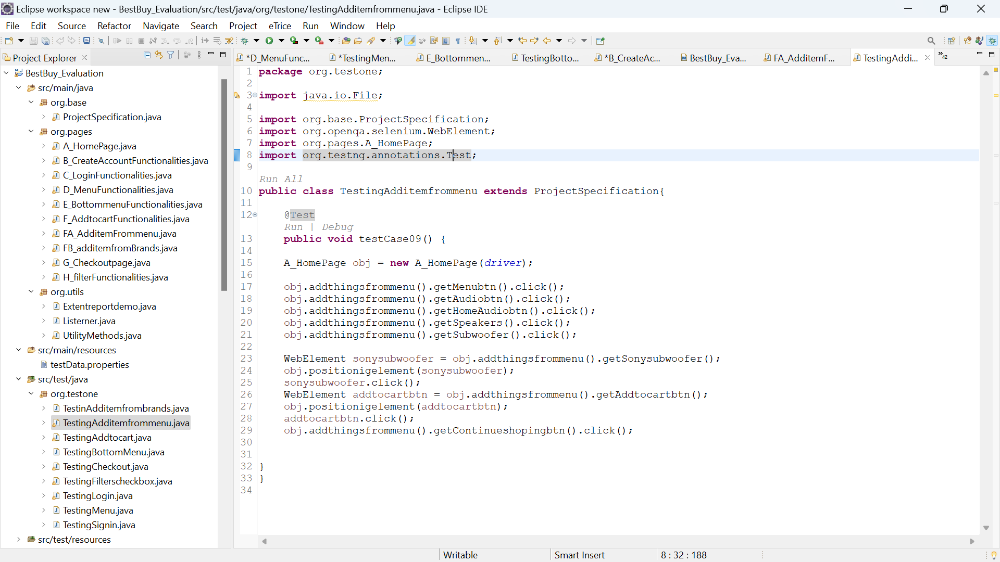 Eclipse workspace new - BestBuy_Evaluation/src/test/java/org/testone/TestingAdditemfrommenu.java - Eclipse IDE
File Edit Source Refactor Navigate Search Project eTrice Run Window Help
Project Explorer
*D_MenuFunc... *TestingMen... E_Bottommen... TestingBotto... *B_CreateAc... BestBuy_Eva... FA_AdditemF... TestingAddi... »42
BestBuy_Evaluation
src/main/java
org.base
ProjectSpecification.java
org.pages
A_HomePage.java
B_CreateAccountFunctionalities.java
C_LoginFunctionalities.java
D_MenuFunctionalities.java
E_BottommenuFunctionalities.java
F_AddtocartFunctionalities.java
FA_AdditemFrommenu.java
FB_additemfromBrands.java
G_Checkoutpage.java
H_filterFunctionalities.java
org.utils
Extentreportdemo.java
Listerner.java
UtilityMethods.java
src/main/resources
testData.properties
src/test/java
org.testone
TestinAdditemfrombrands.java
TestingAdditemfrommenu.java
TestingAddtocart.java
TestingBottomMenu.java
TestingCheckout.java
TestingFilterscheckbox.java
TestingLogin.java
TestingMenu.java
TestingSignin.java
src/test/resources
1 package org.testone;
2
3 import java.io.File;
4
5 import org.base.ProjectSpecification;
6 import org.openqa.selenium.WebElement;
7 import org.pages.A_HomePage;
8 import org.testng.annotations.Test;
9
Run All
10 public class TestingAdditemfrommenu extends ProjectSpecification{
11
12 @Test
Run | Debug
13 public void testCase09() {
14
15 A_HomePage obj = new A_HomePage(driver);
16
17 obj.addthingsfrommenu().getMenubtn().click();
18 obj.addthingsfrommenu().getAudiobtn().click();
19 obj.addthingsfrommenu().getHomeAudiobtn().click();
20 obj.addthingsfrommenu().getSpeakers().click();
21 obj.addthingsfrommenu().getSubwoofer().click();
22
23 WebElement sonysubwoofer = obj.addthingsfrommenu().getSonysubwoofer();
24 obj.positionigelement(sonysubwoofer);
25 sonysubwoofer.click();
26 WebElement addtocartbtn = obj.addthingsfrommenu().getAddtocartbtn();
27 obj.positionigelement(addtocartbtn);
28 addtocartbtn.click();
29 obj.addthingsfrommenu().getContinueshopingbtn().click();
30
31
32 }
33 }
34
Writable Smart Insert 8 : 32 : 188